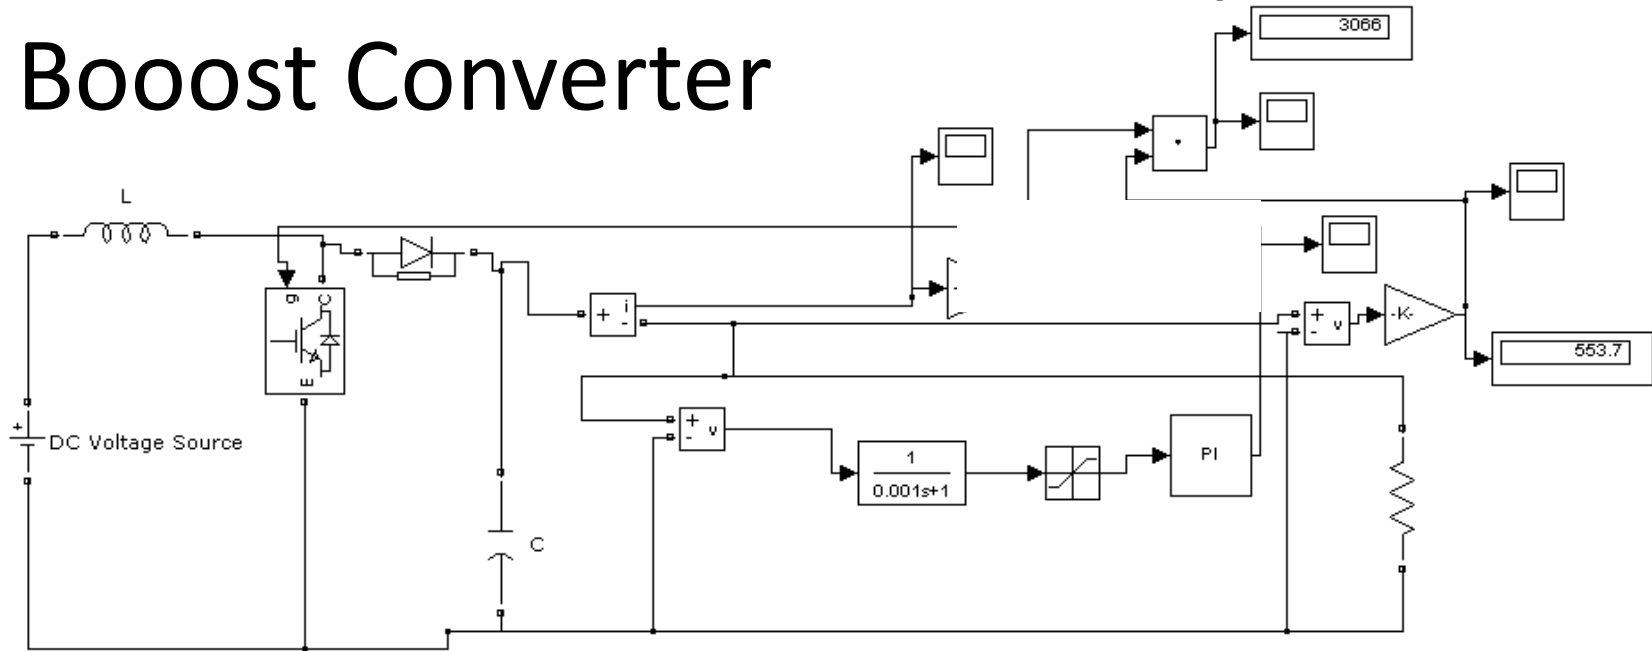 3066
Booost Converter
L
g
C
E
+
i
-
+
-
v
-K-
553.7
+
DC Voltage Source
+
-
v
1
0.001s+1
PI
C